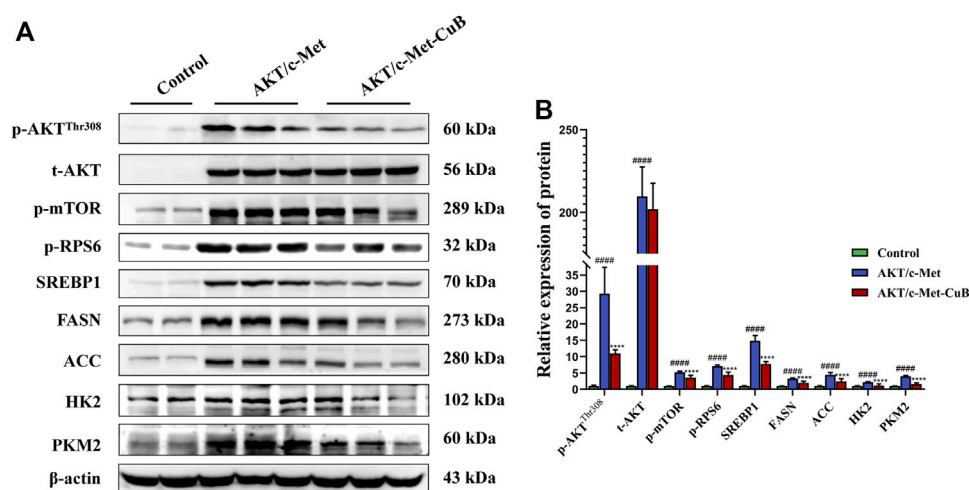 A
Control
AKT/c-Met
AKT/c-Met-CuB
p-AKTThr308 60 kDa
t-AKT 56 kDa
p-mTOR 289 kDa
p-RPS6 32 kDa
SREBP1 70 kDa
FASN 273 kDa
ACC 280 kDa
HK2 102 kDa
PKM2 60 kDa
β-actin 43 kDa
B
Relative expression of protein
250
200
35
30
25
20
15
10
5
0
####
####
####
####
####
####
####
####
####
****
****
****
****
****
****
****
****
p-AKTThr308
t-AKT
p-mTOR
p-RPS6
SREBP1
FASN
ACC
HK2
PKM2
Control
AKT/c-Met
AKT/c-Met-CuB